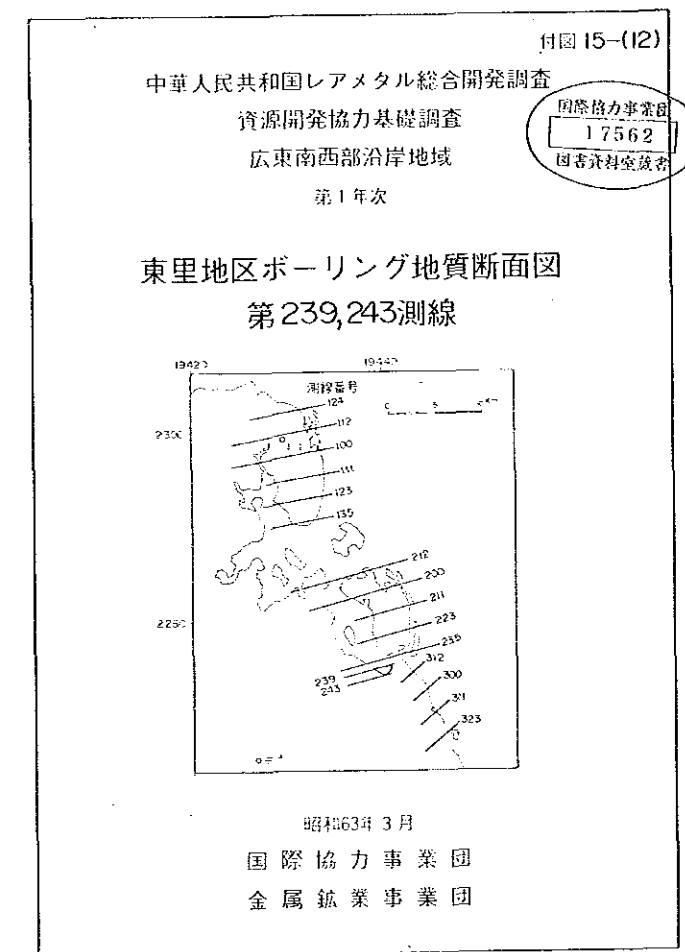 付図 15-(12)
中華人民共和国レアメタル総合開発調査
資源開発協力基礎調査
広東南西部沿岸地域
第1年次
国際協力事業団
17562
図書資料室蔵書
東里地区ボーリング地質断面図
第239,243測線
19420
19440
測線番号
124
112
100
111
123
135
2300
212
200
211
223
235
2280
312
300
311
323
239
243
昭和63年3月
国際協力事業団
金属鉱業事業団